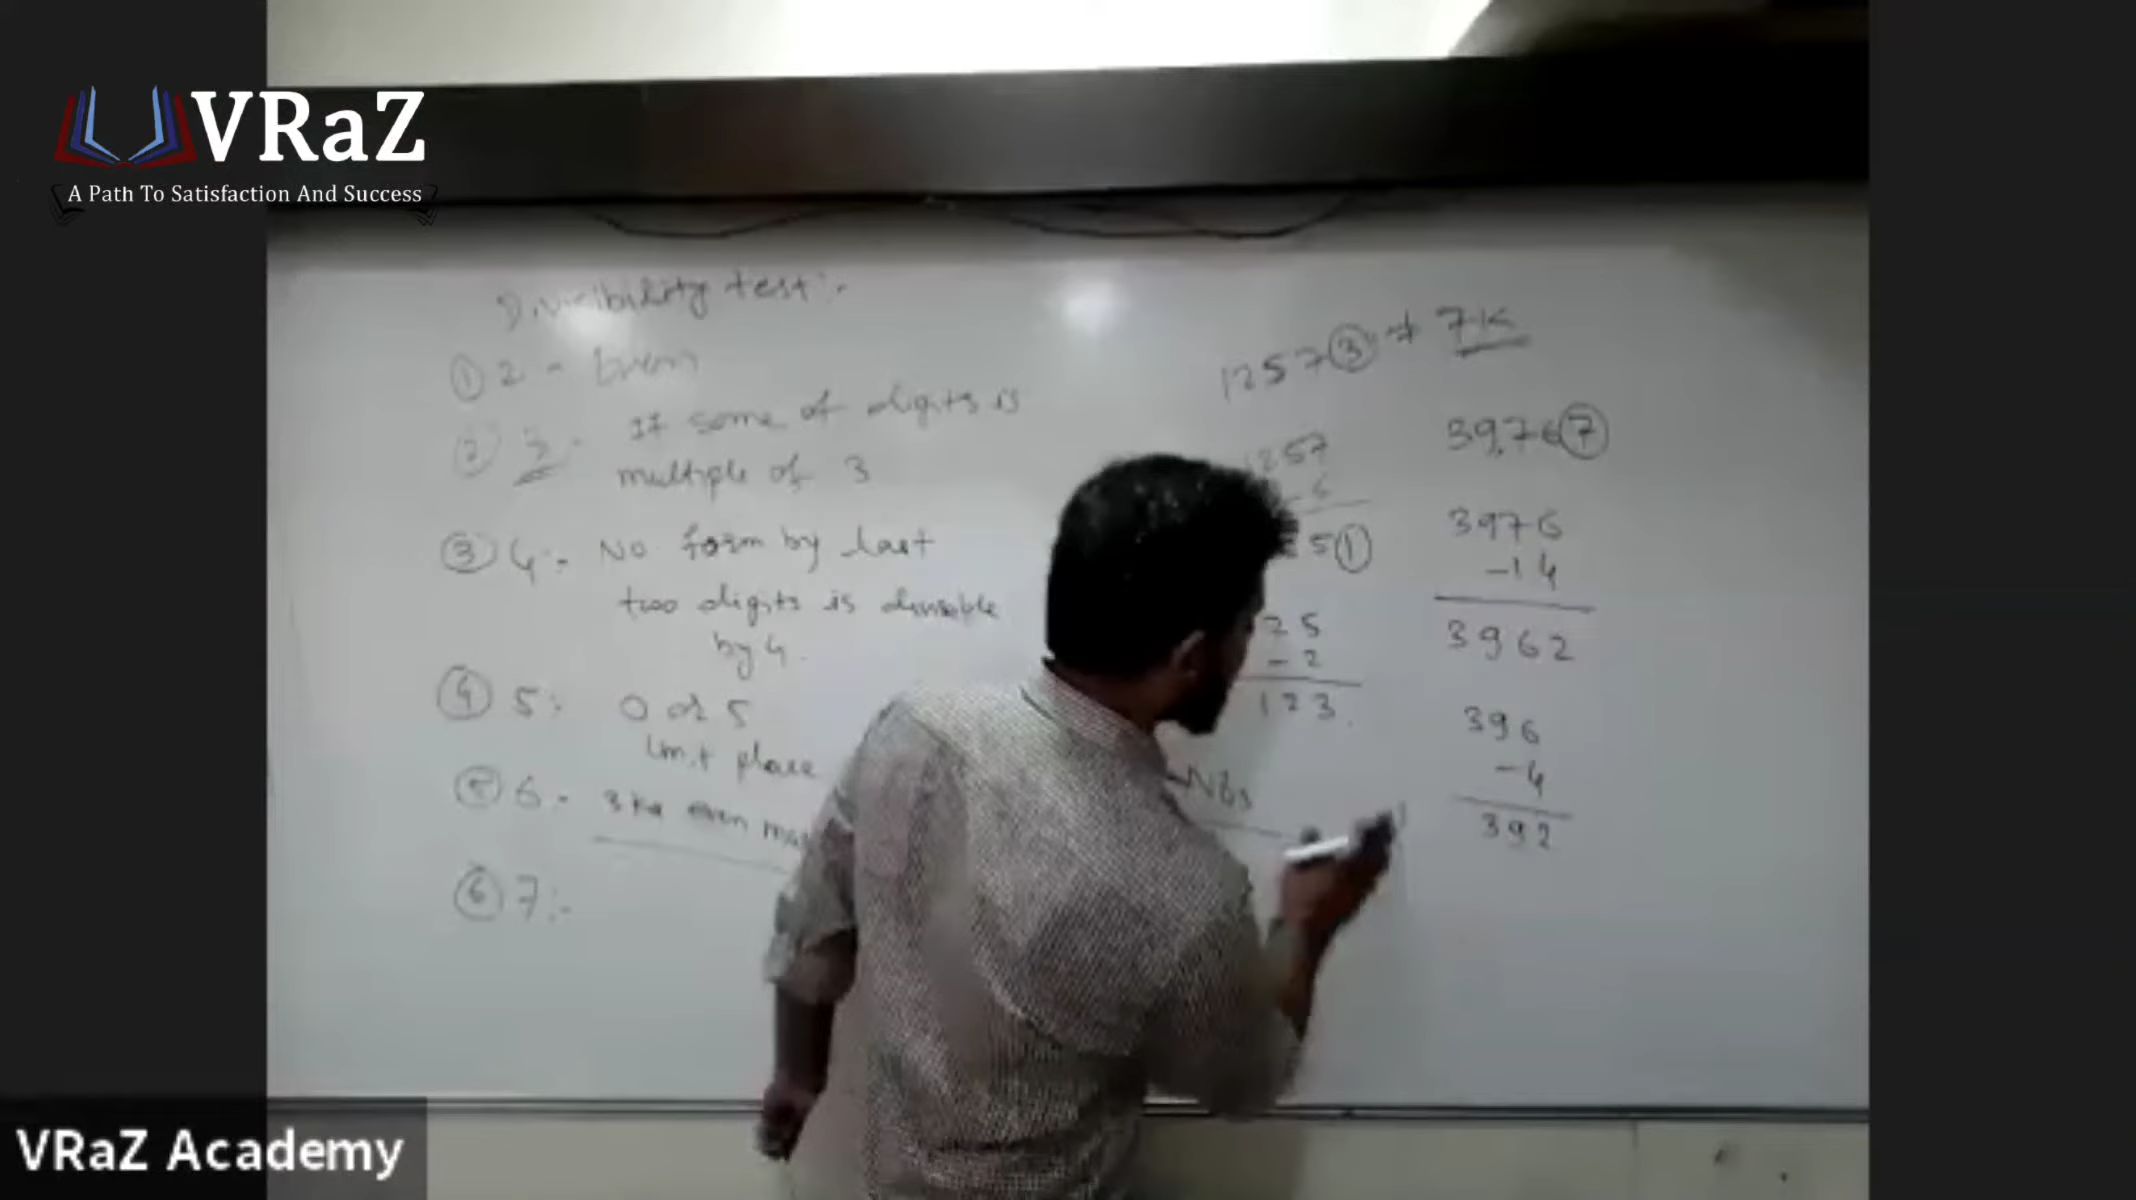 VRaZ
A Path To Satisfaction And Success
Divisibility test :-
① 2 - Even
② 3 - If some of digits is
multiple of 3
③ 4 :- No form by last
two digits is divisible
by 4.
④ 5 :- 0 or 5
Unit place
⑤ 6 - 3 ka even
⑥ 7 :-
1257③ ≠ 7K
1257
- 6
5①
25
- 2
123.
3976⑦
3976
-14
3962
396
-4
392
VRaZ Academy